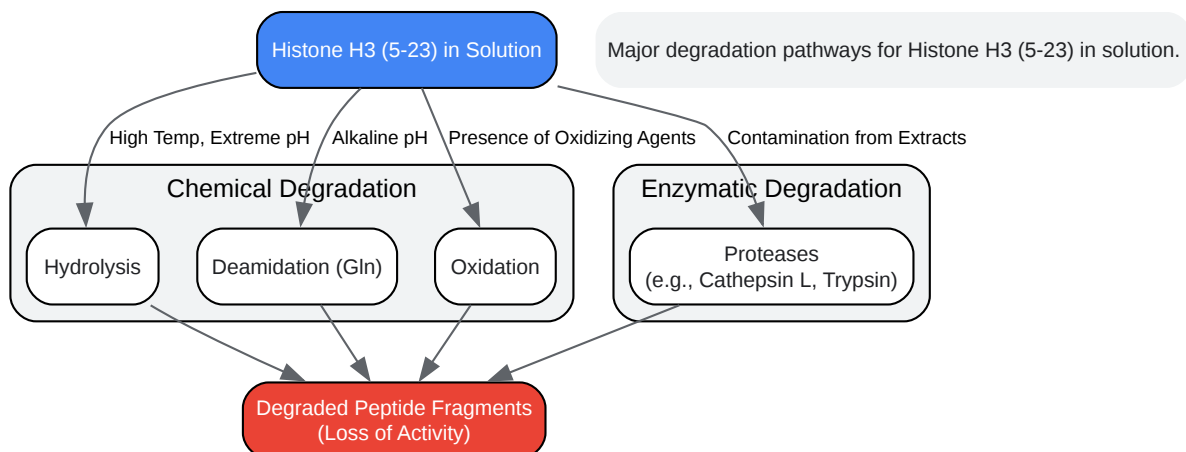 Histone H3 (5-23) in Solution
Major degradation pathways for Histone H3 (5-23) in solution.
High Temp, Extreme pH
Alkaline pH
Presence of Oxidizing Agents
Contamination from Extracts
Chemical Degradation
Enzymatic Degradation
Hydrolysis
Deamidation (Gln)
Oxidation
Proteases
(e.g., Cathepsin L, Trypsin)
Degraded Peptide Fragments
(Loss of Activity)